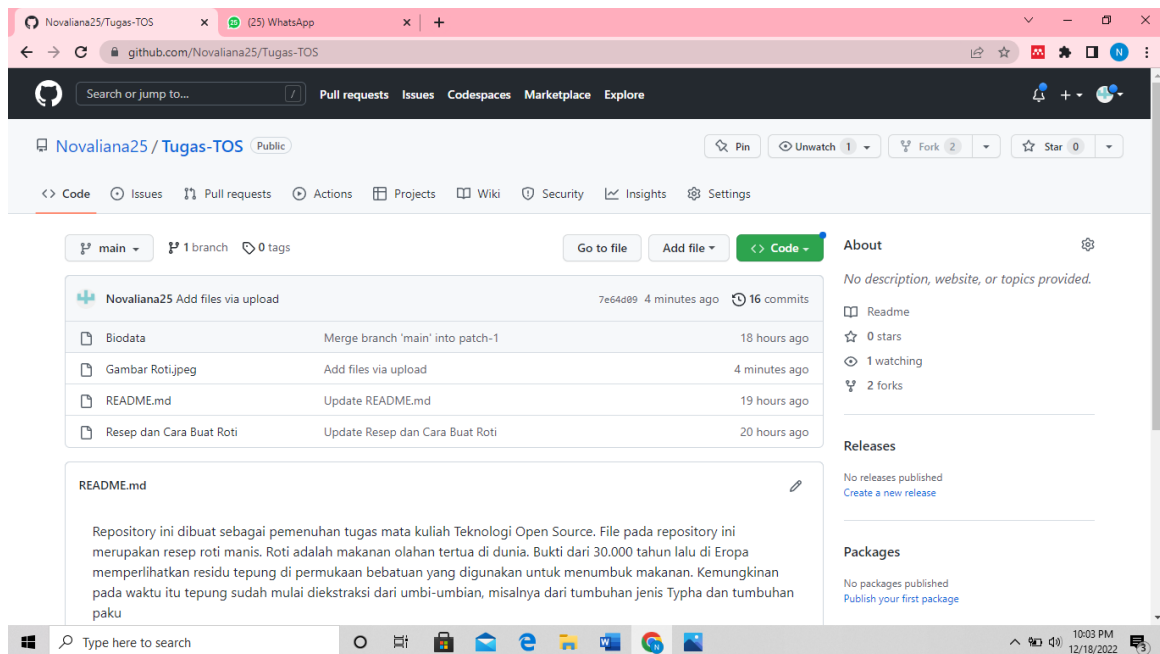 Novaliana25/Tugas-TOS
(25) WhatsApp
github.com/Novaliana25/Tugas-TOS
N
Search or jump to...
/
Pull requests Issues Codespaces Marketplace Explore
Novaliana25 / Tugas-TOS Public
Pin
Unwatch 1
Fork 2
Star 0
<> Code Issues Pull requests Actions Projects Wiki Security Insights Settings
main 1 branch 0 tags
Go to file Add file <> Code
Novaliana25 Add files via upload 7e64d09 4 minutes ago 16 commits
Biodata Merge branch 'main' into patch-1 18 hours ago
Gambar Roti.jpeg Add files via upload 4 minutes ago
README.md Update README.md 19 hours ago
Resep dan Cara Buat Roti Update Resep dan Cara Buat Roti 20 hours ago
README.md
Repository ini dibuat sebagai pemenuhan tugas mata kuliah Teknologi Open Source. File pada repository ini
merupakan resep roti manis. Roti adalah makanan olahan tertua di dunia. Bukti dari 30.000 tahun lalu di Eropa
memperlihatkan residu tepung di permukaan bebatuan yang digunakan untuk menumbuk makanan. Kemungkinan
pada waktu itu tepung sudah mulai diekstraksi dari umbi-umbian, misalnya dari tumbuhan jenis Typha dan tumbuhan
paku
About
No description, website, or topics provided.
Readme
0 stars
1 watching
2 forks
Releases
No releases published
Create a new release
Packages
No packages published
Publish your first package
Type here to search
10:03 PM
12/18/2022
3